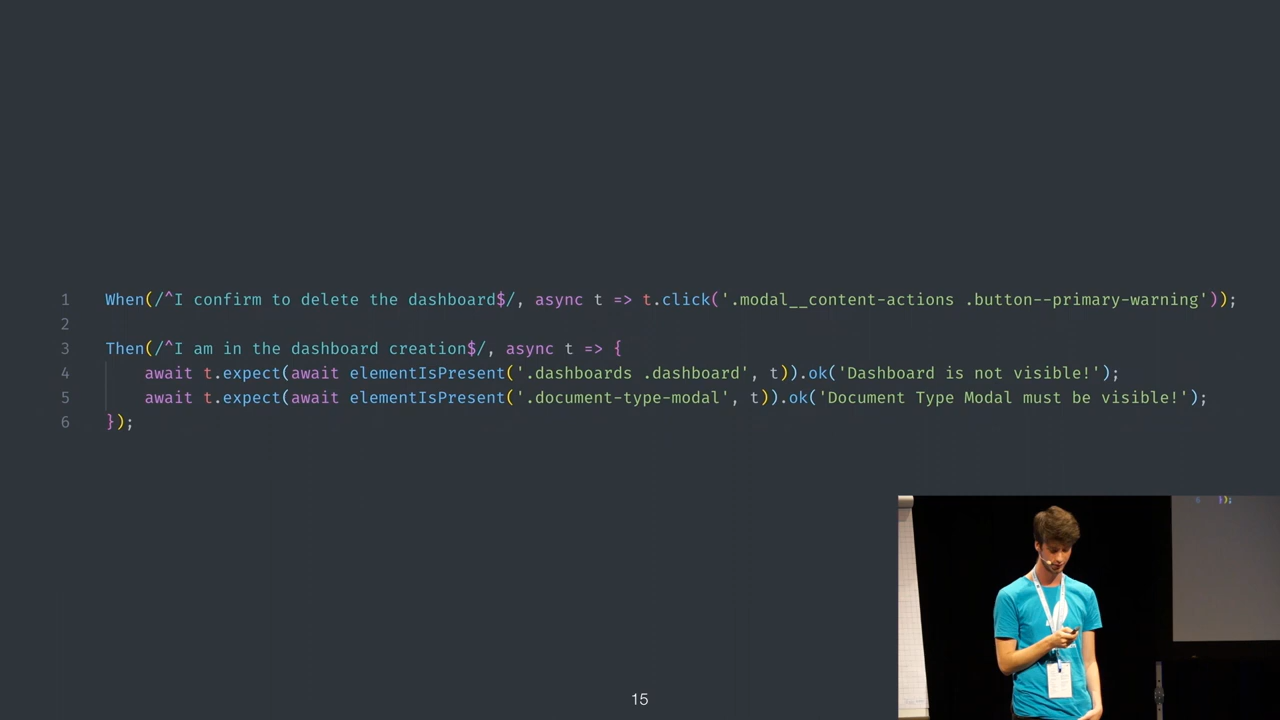 1 When(/^I confirm to delete the dashboard$/, async t => t.click('.modal__content-actions .button--primary-warning'));
2
3 Then(/^I am in the dashboard creation$/, async t => {
4 await t.expect(await elementIsPresent('.dashboards .dashboard', t)).ok('Dashboard is not visible!');
5 await t.expect(await elementIsPresent('.document-type-modal', t)).ok('Document Type Modal must be visible!');
6 });
15